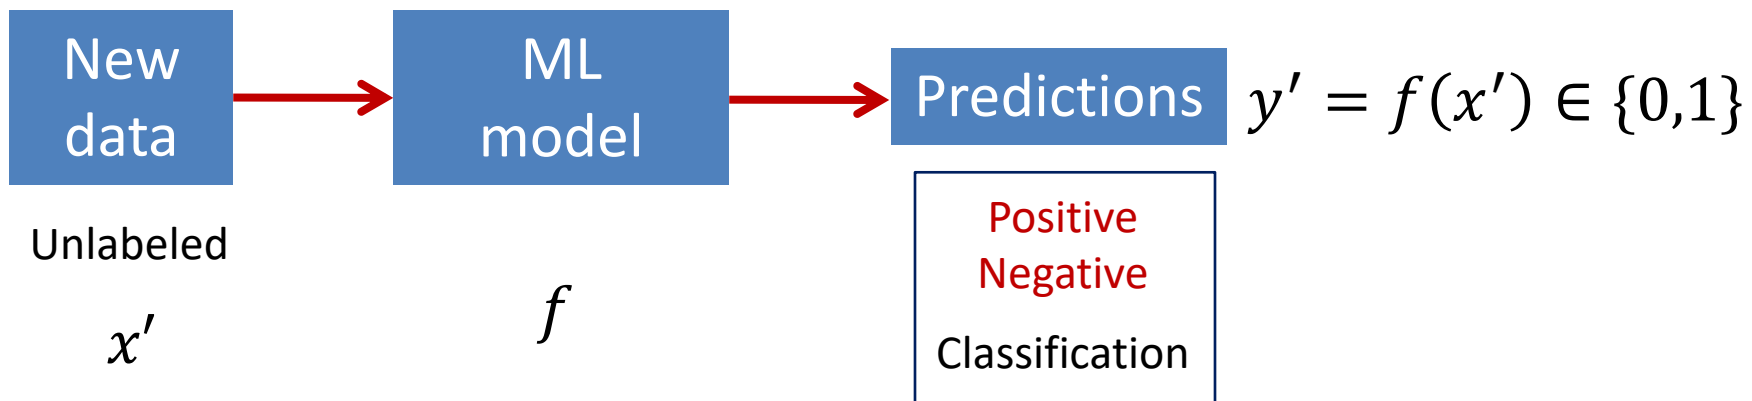 New
data
Unlabeled
x′
ML
model
f
Predictions
y′ = f(x′) ∈ {0,1}
Positive
Negative
Classification